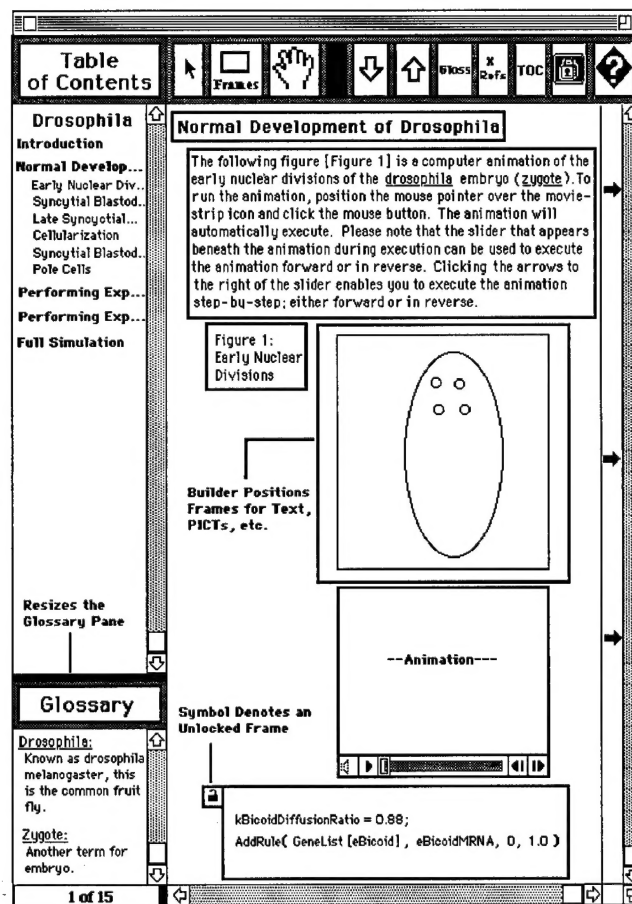 Table
of Contents
Frames
Gloss
X
Refs
TOC
?
Drosophila
Introduction
Normal Develop...
Early Nuclear Div..
Syncytial Blastod..
Late Syncyotial...
Cellularization
Syncytial Blastod..
Pole Cells
Performing Exp...
Performing Exp...
Full Simulation
Resizes the
Glossary Pane
Glossary
Drosophila:
Known as drosophila
melanogaster, this
is the common fruit
fly.
Zygote:
Another term for
embryo.
1 of 15
Normal Development of Drosophila
The following figure [Figure 1] is a computer animation of the
early nuclear divisions of the drosophila embryo (zygote). To
run the animation, position the mouse pointer over the movie-
strip icon and click the mouse button. The animation will
automatically execute. Please note that the slider that appears
beneath the animation during execution can be used to execute
the animation forward or in reverse. Clicking the arrows to
the right of the slider enables you to execute the animation
step-by-step; either forward or in reverse.
Figure 1:
Early Nuclear
Divisions
Builder Positions
Frames for Text,
PICTs, etc.
--Animation---
Symbol Denotes an
Unlocked Frame
kBicoidDiffusionRatio = 0.88;
AddRule( GeneList [eBicoid] , eBicoidMRNA, 0, 1.0 )